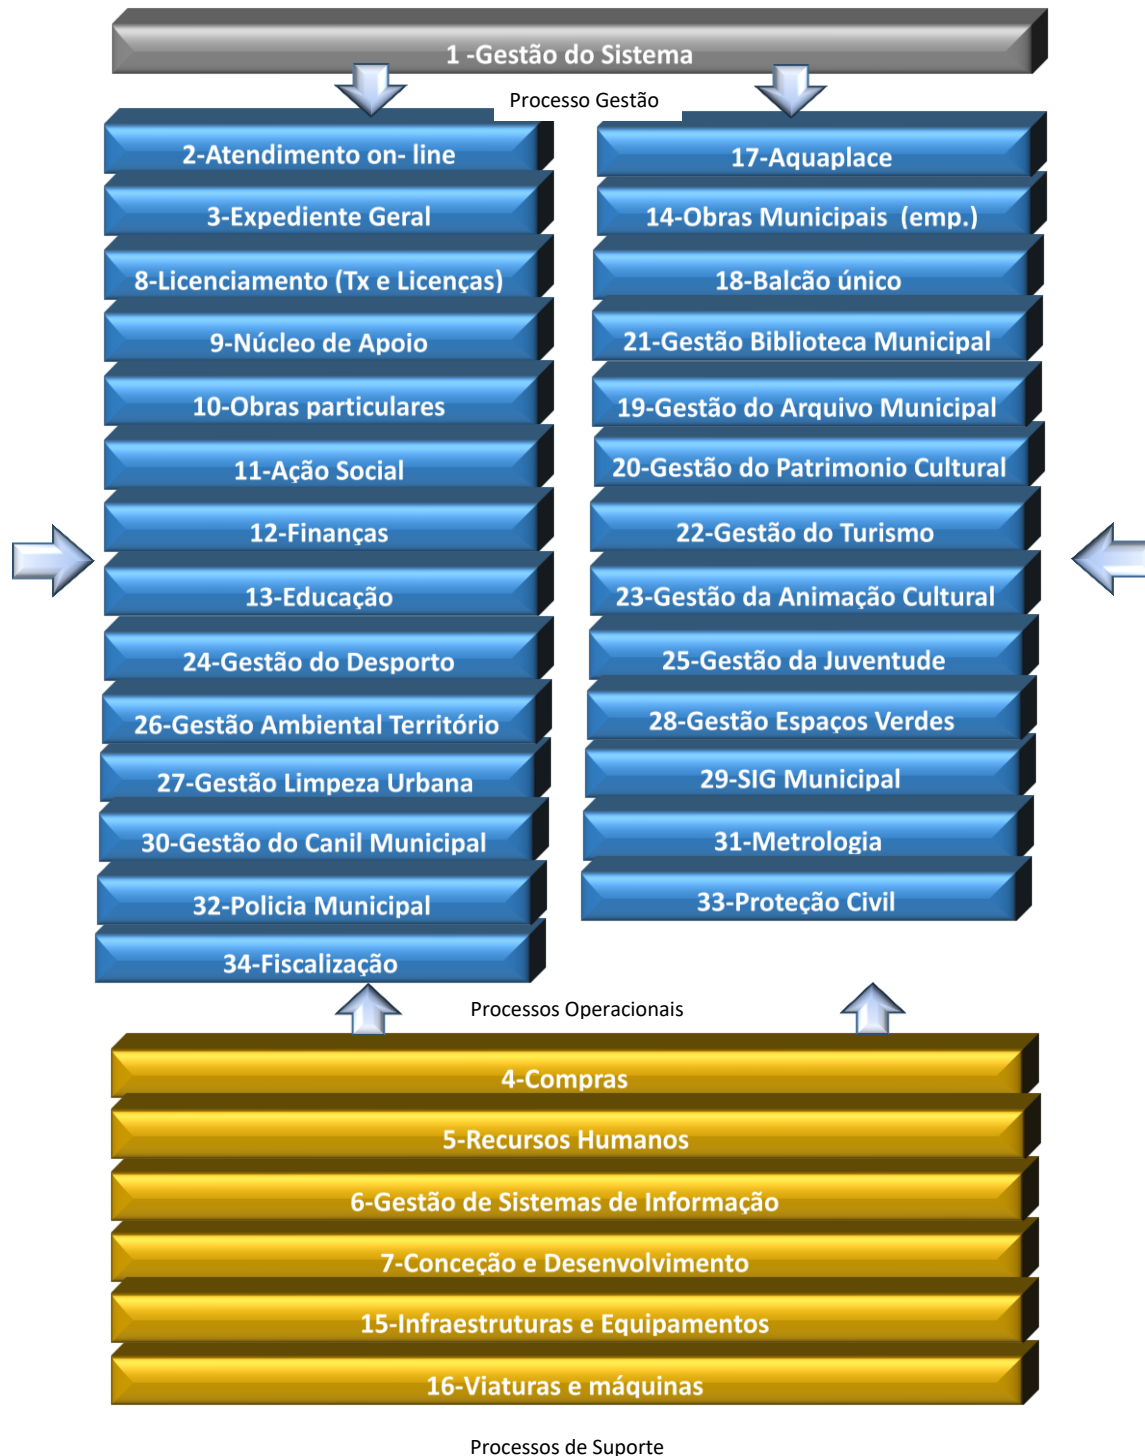 1 -Gestão do Sistema
Processo Gestão
2-Atendimento on- line
3-Expediente Geral
8-Licenciamento (Tx e Licenças)
9-Núcleo de Apoio
10-Obras particulares
11-Ação Social
12-Finanças
13-Educação
24-Gestão do Desporto
26-Gestão Ambiental Território
27-Gestão Limpeza Urbana
30-Gestão do Canil Municipal
32-Policia Municipal
34-Fiscalização
17-Aquaplace
14-Obras Municipais (emp.)
18-Balcão único
21-Gestão Biblioteca Municipal
19-Gestão do Arquivo Municipal
20-Gestão do Patrimonio Cultural
22-Gestão do Turismo
23-Gestão da Animação Cultural
25-Gestão da Juventude
28-Gestão Espaços Verdes
29-SIG Municipal
31-Metrologia
33-Proteção Civil
Processos Operacionais
4-Compras
5-Recursos Humanos
6-Gestão de Sistemas de Informação
7-Conceção e Desenvolvimento
15-Infraestruturas e Equipamentos
16-Viaturas e máquinas
Processos de Suporte